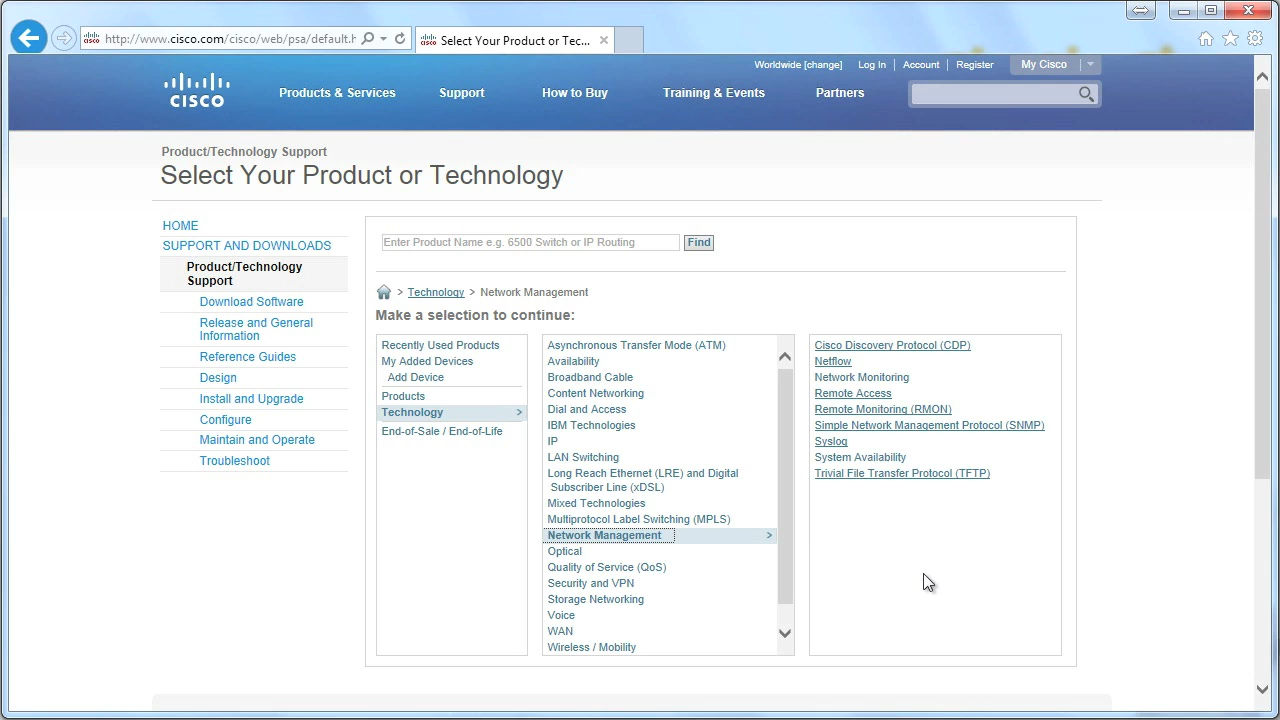 http://www.cisco.com/cisco/web/psa/default.h
Select Your Product or Tec...
Worldwide [change]
Log In
Account
Register
My Cisco
CISCO
Products & Services
Support
How to Buy
Training & Events
Partners
Product/Technology Support
Select Your Product or Technology
HOME
SUPPORT AND DOWNLOADS
Product/Technology
Support
Download Software
Release and General
Information
Reference Guides
Design
Install and Upgrade
Configure
Maintain and Operate
Troubleshoot
Enter Product Name e.g. 6500 Switch or IP Routing
Find
> Technology > Network Management
Make a selection to continue:
Recently Used Products
My Added Devices
Add Device
Products
Technology >
End-of-Sale / End-of-Life
Asynchronous Transfer Mode (ATM)
Availability
Broadband Cable
Content Networking
Dial and Access
IBM Technologies
IP
LAN Switching
Long Reach Ethernet (LRE) and Digital
Subscriber Line (xDSL)
Mixed Technologies
Multiprotocol Label Switching (MPLS)
Network Management >
Optical
Quality of Service (QoS)
Security and VPN
Storage Networking
Voice
WAN
Wireless / Mobility
Cisco Discovery Protocol (CDP)
Netflow
Network Monitoring
Remote Access
Remote Monitoring (RMON)
Simple Network Management Protocol (SNMP)
Syslog
System Availability
Trivial File Transfer Protocol (TFTP)